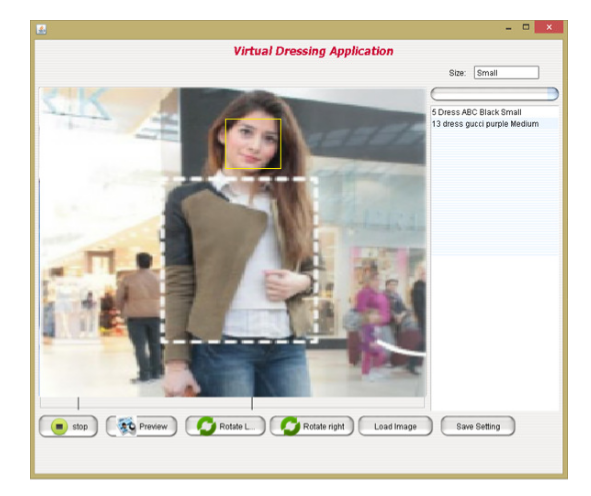 Virtual Dressing Application
Size: Small
5 Dress ABC Black Small
13 dress gucci purple Medium
stop
Preview
Rotate L...
Rotate right
Load Image
Save Setting